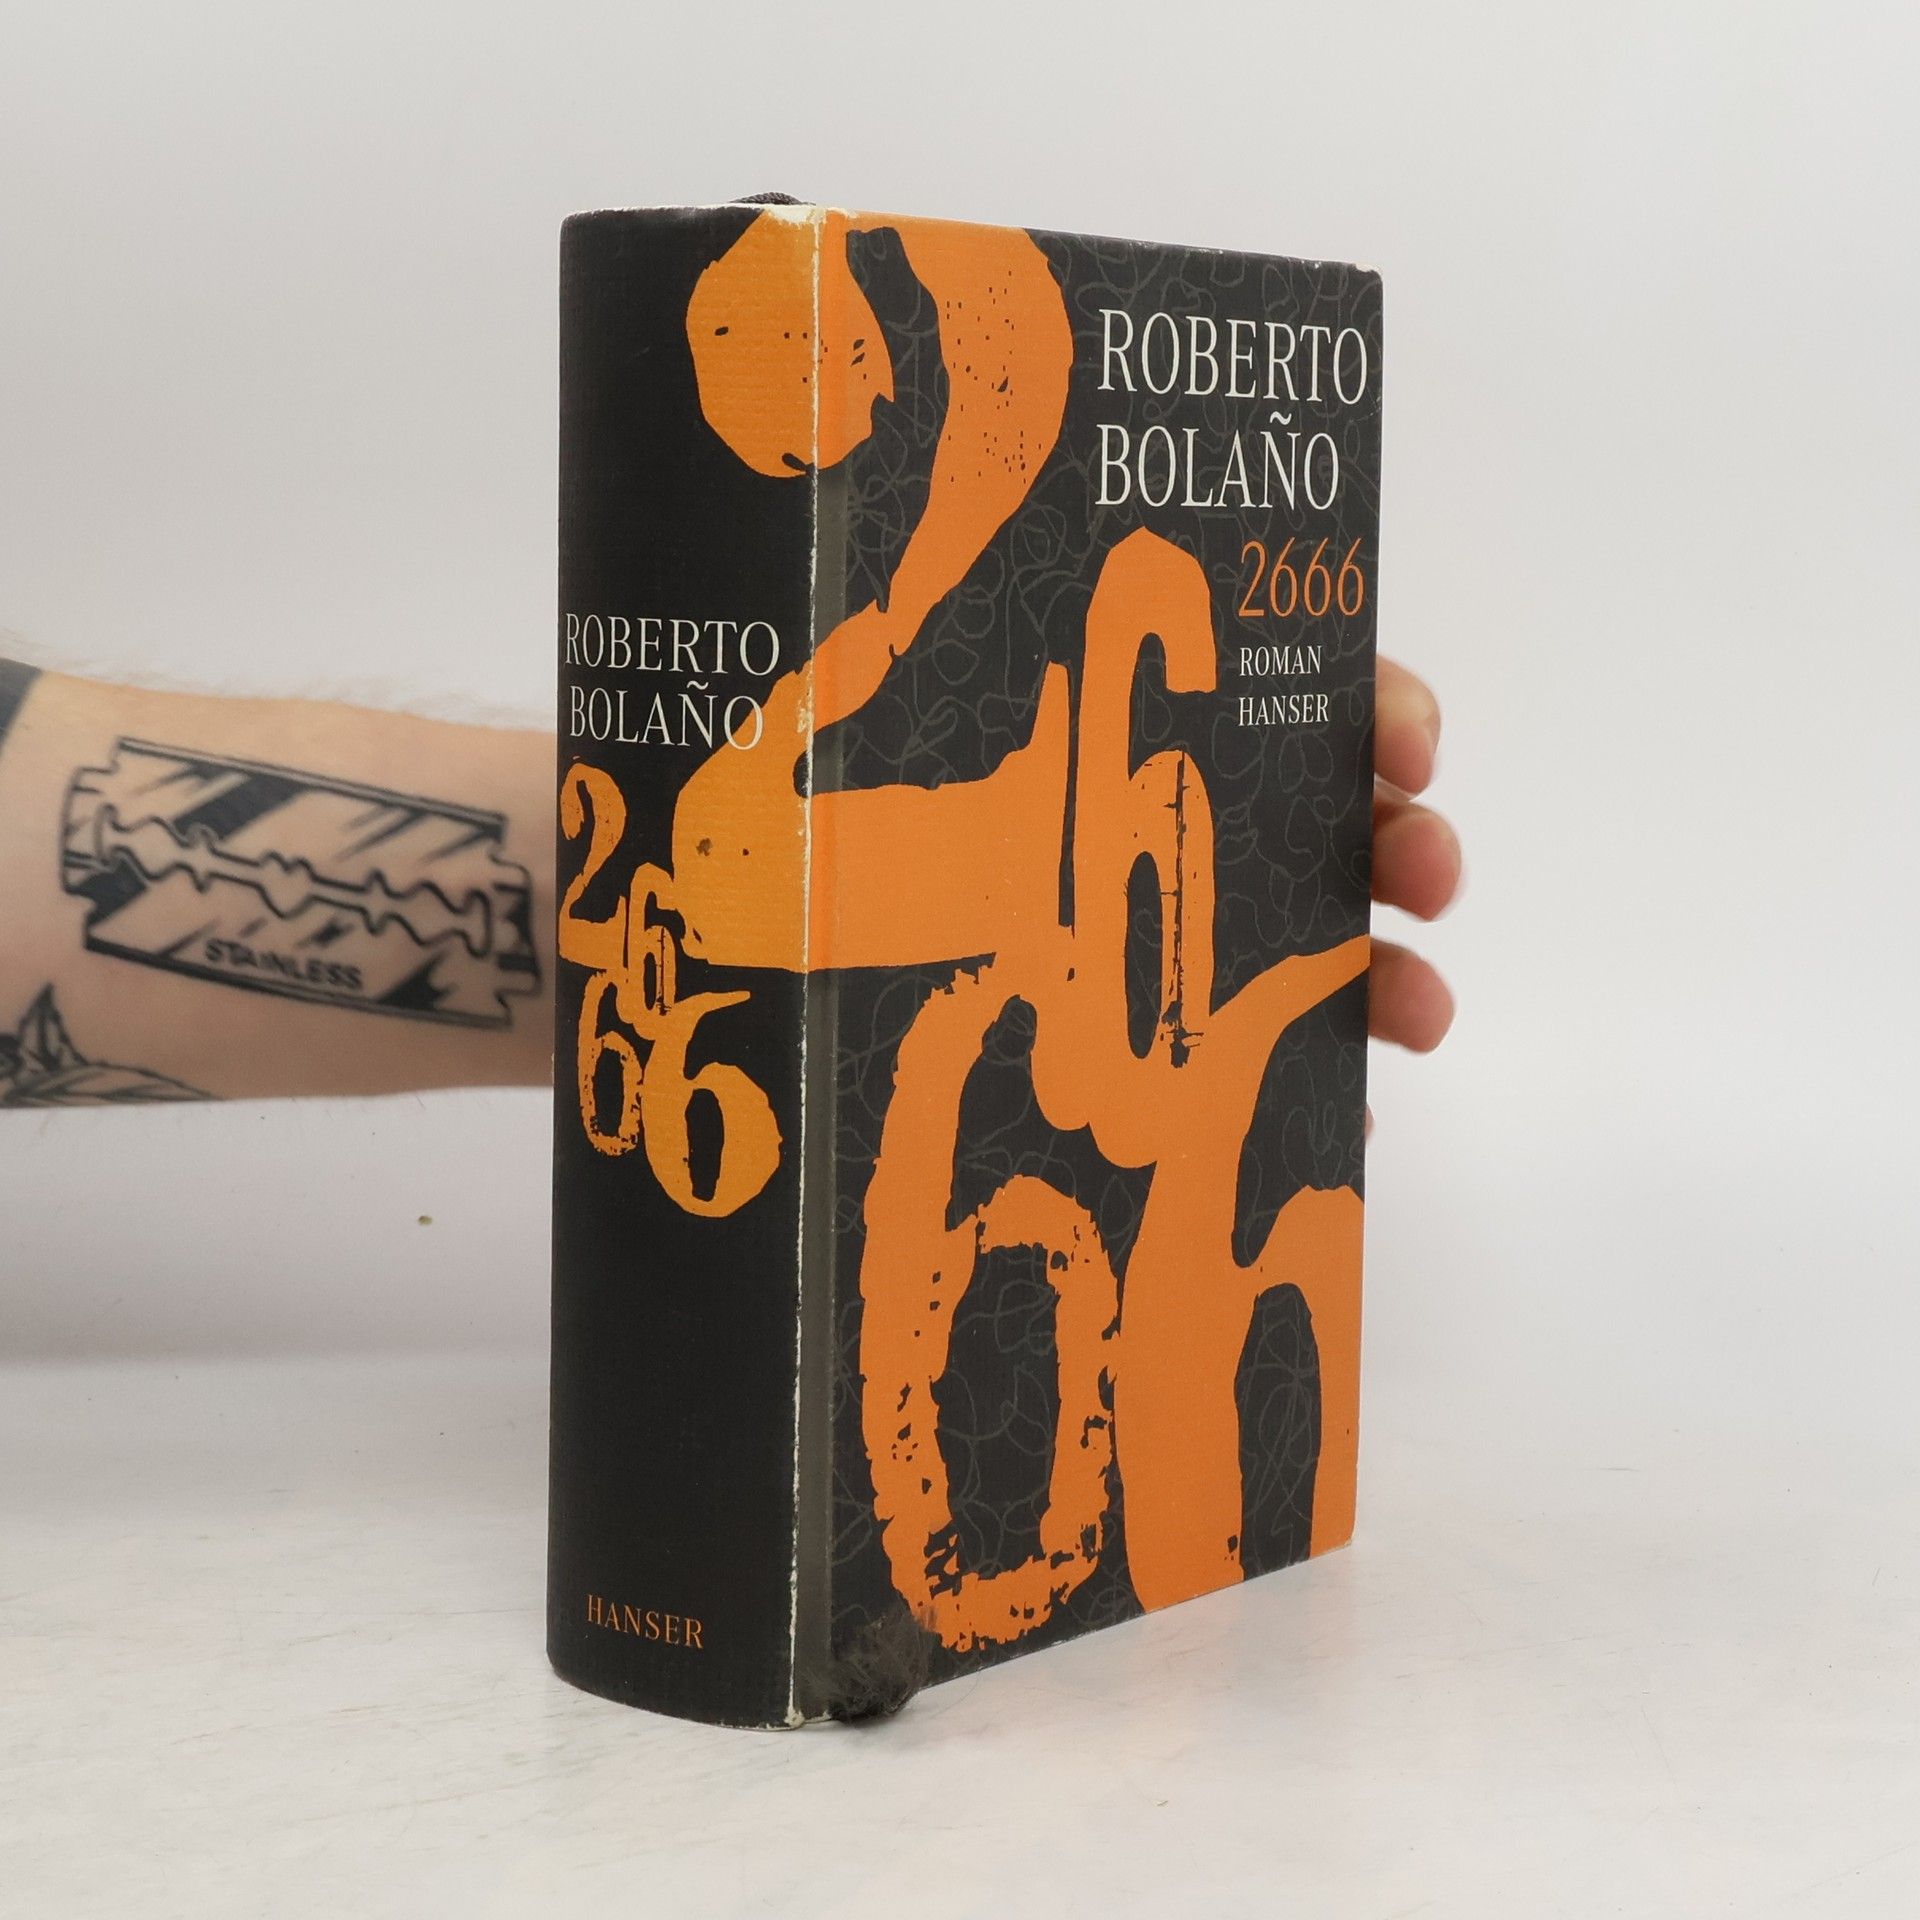 STAINLESS
ROBERTO
BOLAÑO
2666
HANSER
ROBERTO
BOLAÑO
2666
ROMAN
HANSER
2666